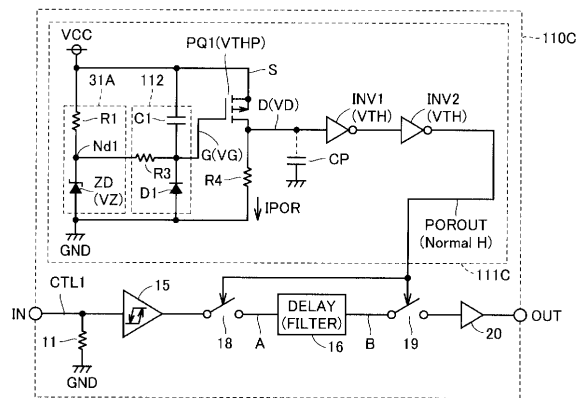 110C
VCC
PQ1(VTHP)
31A
112
S
R1
C1
D(VD)
INV1
(VTH)
INV2
(VTH)
Nd1
R3
G(VG)
CP
ZD
(VZ)
D1
R4
IPOR
POROUT
(Normal H)
GND
111C
CTL1
15
IN
DELAY
(FILTER)
OUT
11
18
A
16
B
19
20
GND